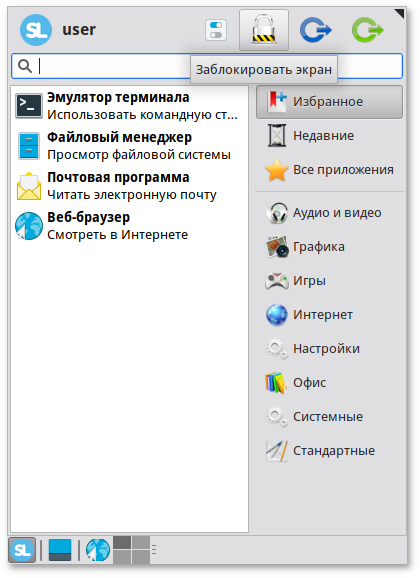 SL user
Заблокировать экран
Эмулятор терминала
Использовать командную ст...
Файловый менеджер
Просмотр файловой системы
Почтовая программа
Читать электронную почту
Веб-браузер
Смотреть в Интернете
Избранное
Недавние
Все приложения
Аудио и видео
Графика
Игры
Интернет
Настройки
Офис
Системные
Стандартные
SL